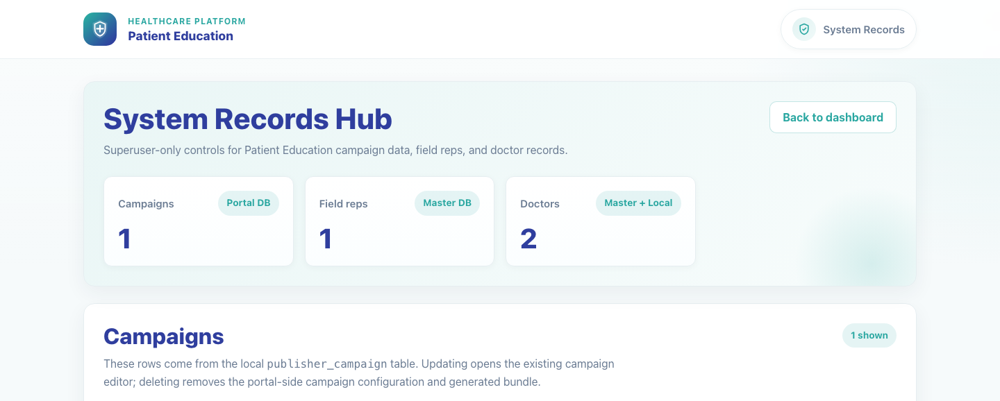 HEALTHCARE PLATFORM
Patient Education
System Records
System Records Hub
Back to dashboard
Superuser-only controls for Patient Education campaign data, field reps, and doctor records.
Campaigns
Portal DB
1
Field reps
Master DB
1
Doctors
Master + Local
2
Campaigns
1 shown
These rows come from the local publisher_campaign table. Updating opens the existing campaign
editor; deleting removes the portal-side campaign configuration and generated bundle.